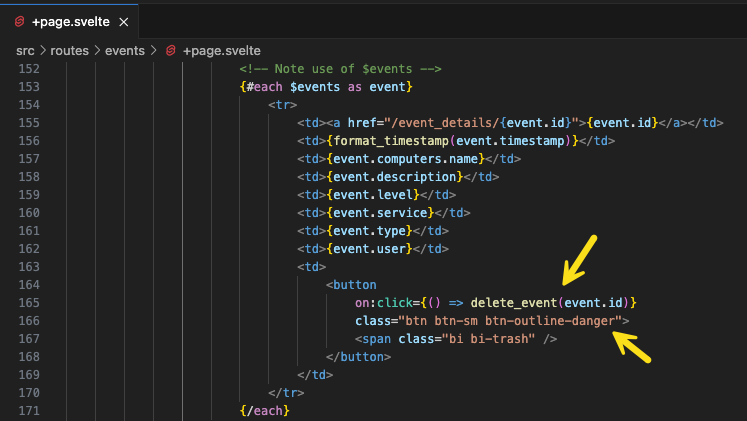 +page.svelte ×
src > routes > events > +page.svelte
152 <!-- Note use of $events -->
153 {#each $events as event}
154 <tr>
155 <td><a href="/event_details/{event.id}">{event.id}</a></td>
156 <td>{format_timestamp(event.timestamp)}</td>
157 <td>{event.computers.name}</td>
158 <td>{event.description}</td>
159 <td>{event.level}</td>
160 <td>{event.service}</td>
161 <td>{event.type}</td>
162 <td>{event.user}</td>
163 <td>
164 <button
165 on:click={() => delete_event(event.id)}
166 class="btn btn-sm btn-outline-danger">
167 <span class="bi bi-trash" />
168 </button>
169 </td>
170 </tr>
171 {/each}